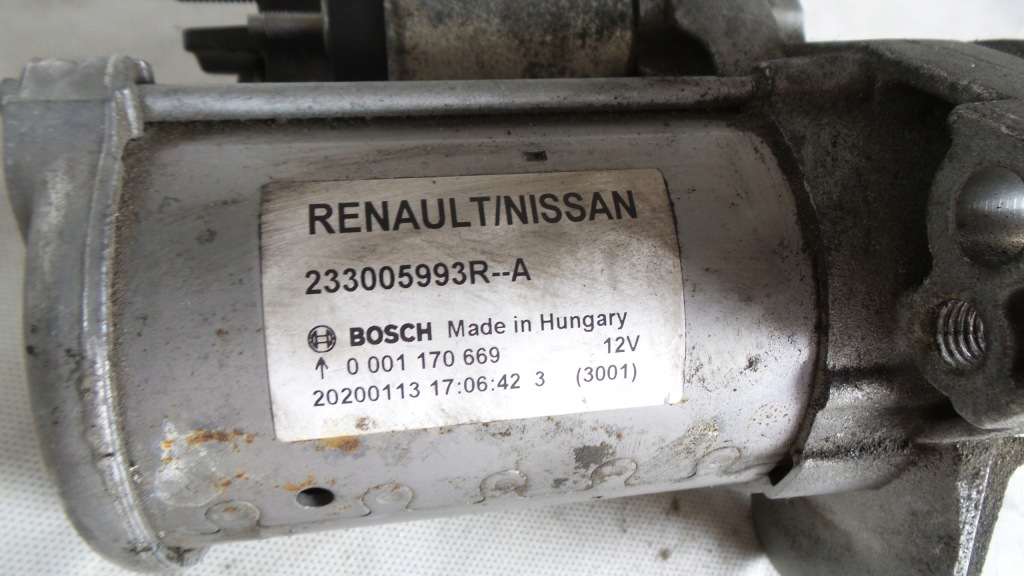 RENAULT/NISSAN
233005993R--A
BOSCH Made in Hungary
↑ 0 001 170 669 12V
20200113 17:06:42 3 (3001)